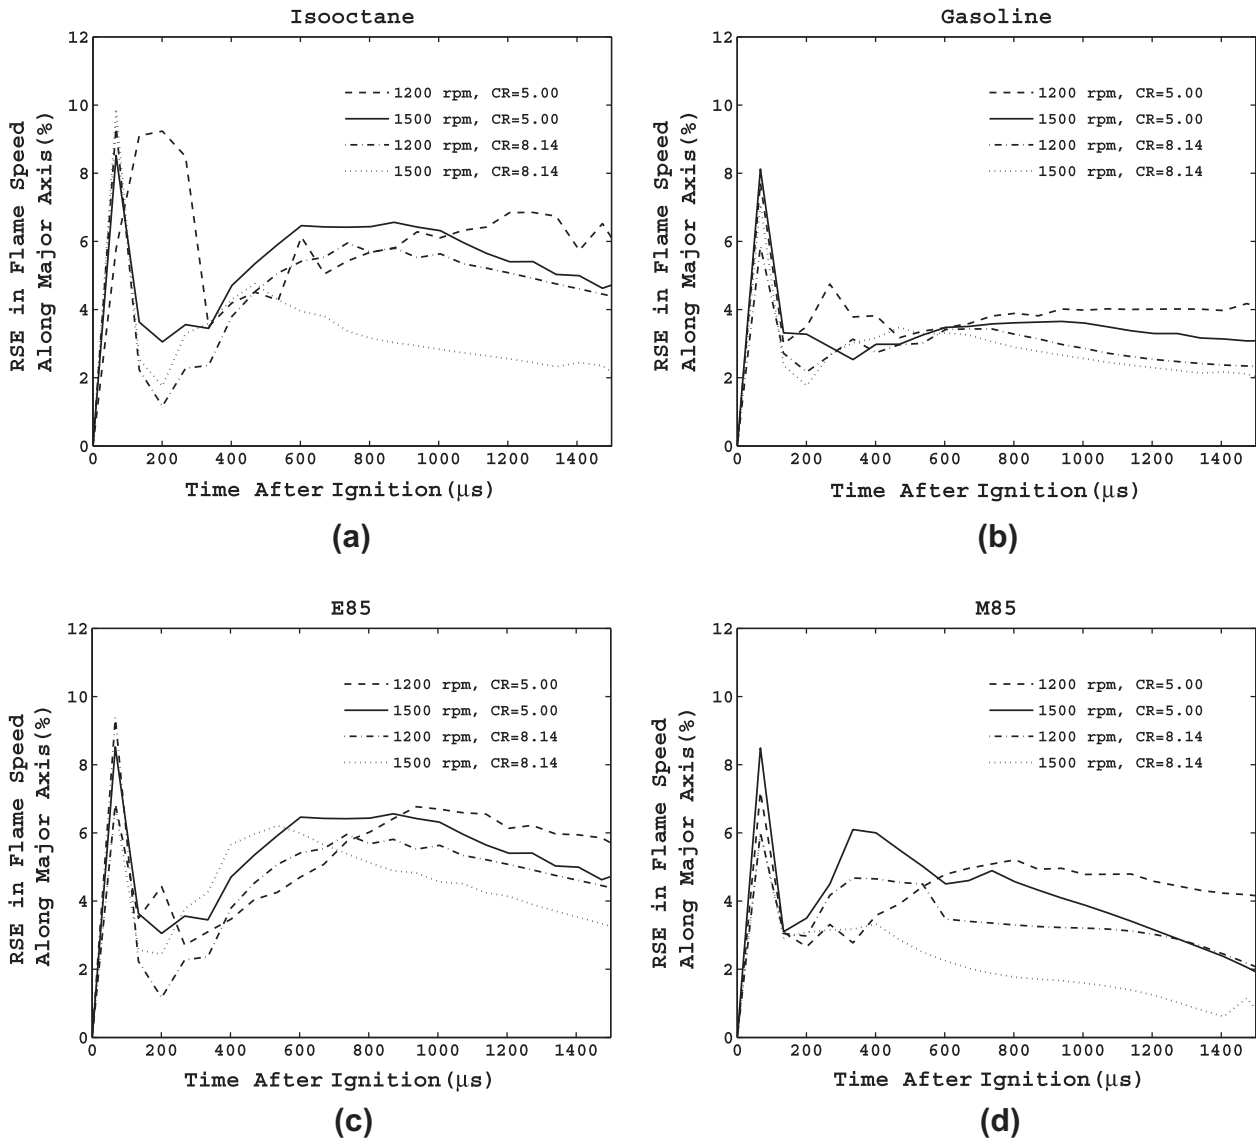 Isooctane
RSE in Flame Speed
Along Major Axis(%)
12
10
8
6
4
2
0
1200 rpm, CR=5.00
1500 rpm, CR=5.00
1200 rpm, CR=8.14
1500 rpm, CR=8.14
0 200 400 600 800 1000 1200 1400
Time After Ignition(μs)
(a)
Gasoline
RSE in Flame Speed
Along Major Axis(%)
12
10
8
6
4
2
0
1200 rpm, CR=5.00
1500 rpm, CR=5.00
1200 rpm, CR=8.14
1500 rpm, CR=8.14
0 200 400 600 800 1000 1200 1400
Time After Ignition(μs)
(b)
E85
RSE in Flame Speed
Along Major Axis(%)
12
10
8
6
4
2
0
1200 rpm, CR=5.00
1500 rpm, CR=5.00
1200 rpm, CR=8.14
1500 rpm, CR=8.14
0 200 400 600 800 1000 1200 1400
Time After Ignition(μs)
(c)
M85
RSE in Flame Speed
Along Major Axis(%)
12
10
8
6
4
2
0
1200 rpm, CR=5.00
1500 rpm, CR=5.00
1200 rpm, CR=8.14
1500 rpm, CR=8.14
0 200 400 600 800 1000 1200 1400
Time After Ignition(μs)
(d)